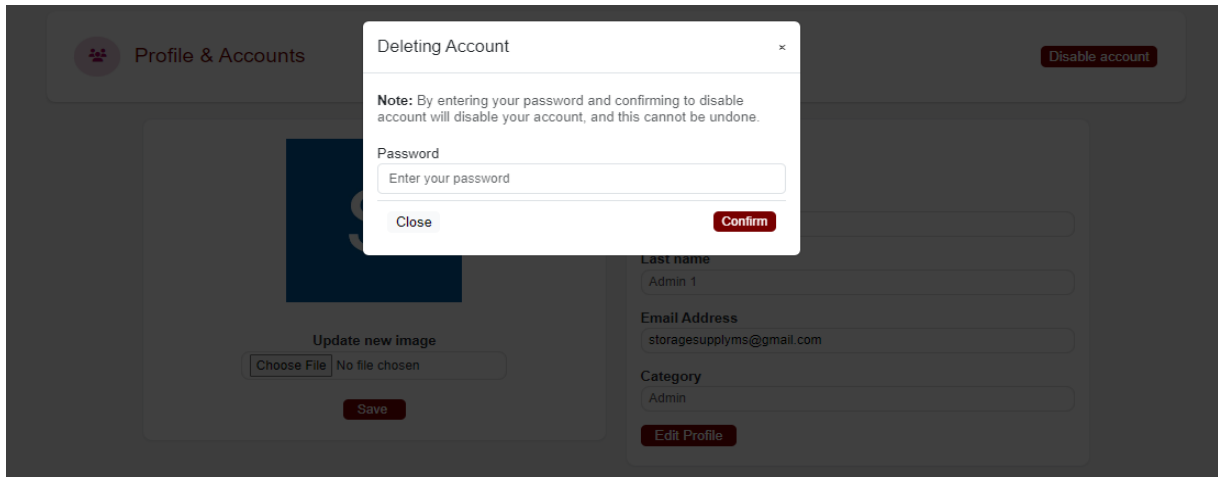 Profile & Accounts
Disable account
Deleting Account
×
Note: By entering your password and confirming to disable
account will disable your account, and this cannot be undone.
Password
Enter your password
Close
Confirm
Update new image
Choose File No file chosen
Save
Last name
Admin 1
Email Address
storagesupplyms@gmail.com
Category
Admin
Edit Profile